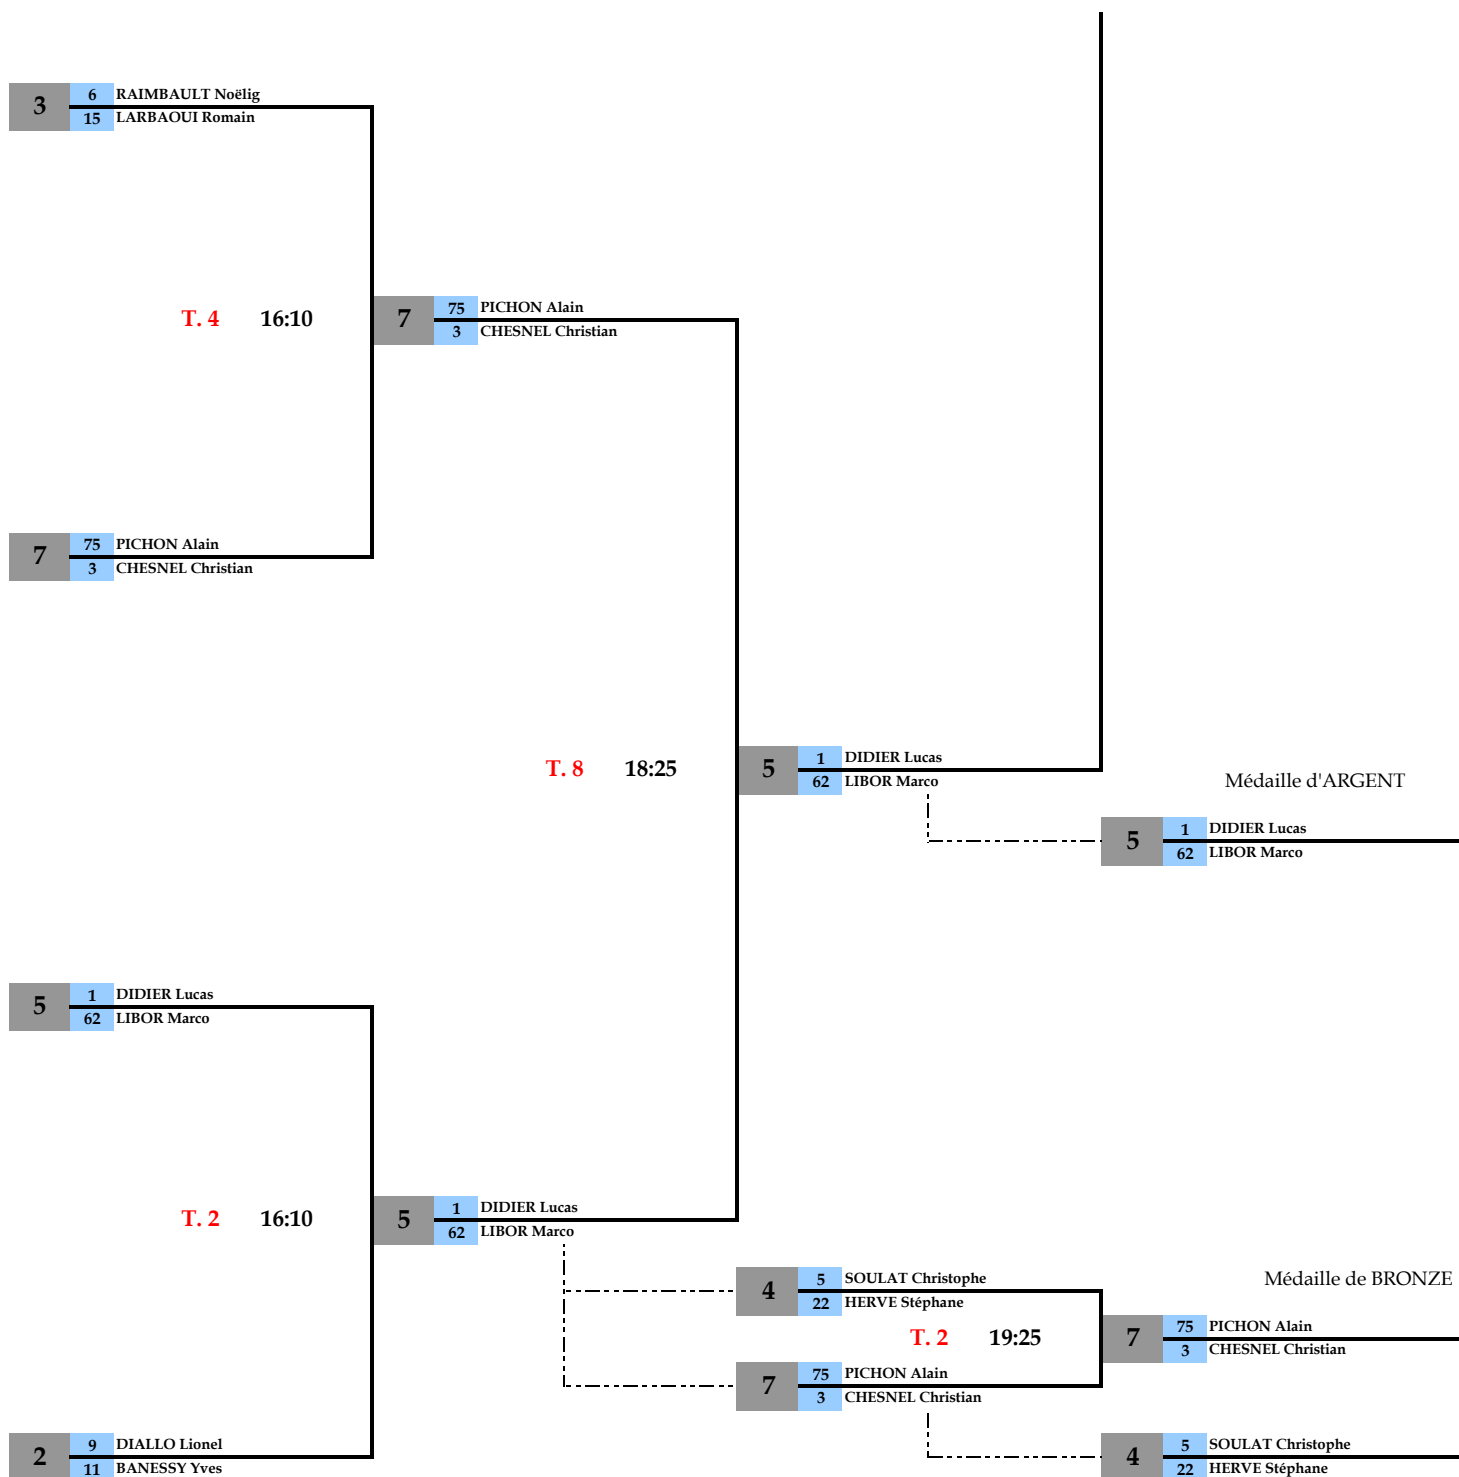 3 6 RAIMBAULT Noëlig
15 LARBAOUI Romain
T. 4 16:10
7 75 PICHON Alain
3 CHESNEL Christian
7 75 PICHON Alain
3 CHESNEL Christian
T. 8 18:25
5 1 DIDIER Lucas
62 LIBOR Marco
Médaille d'ARGENT
5 1 DIDIER Lucas
62 LIBOR Marco
5 1 DIDIER Lucas
62 LIBOR Marco
T. 2 16:10
5 1 DIDIER Lucas
62 LIBOR Marco
4 5 SOULAT Christophe
22 HERVE Stéphane
Médaille de BRONZE
T. 2 19:25
7 75 PICHON Alain
3 CHESNEL Christian
7 75 PICHON Alain
3 CHESNEL Christian
2 9 DIALLO Lionel
11 BANESSY Yves
4 5 SOULAT Christophe
22 HERVE Stéphane